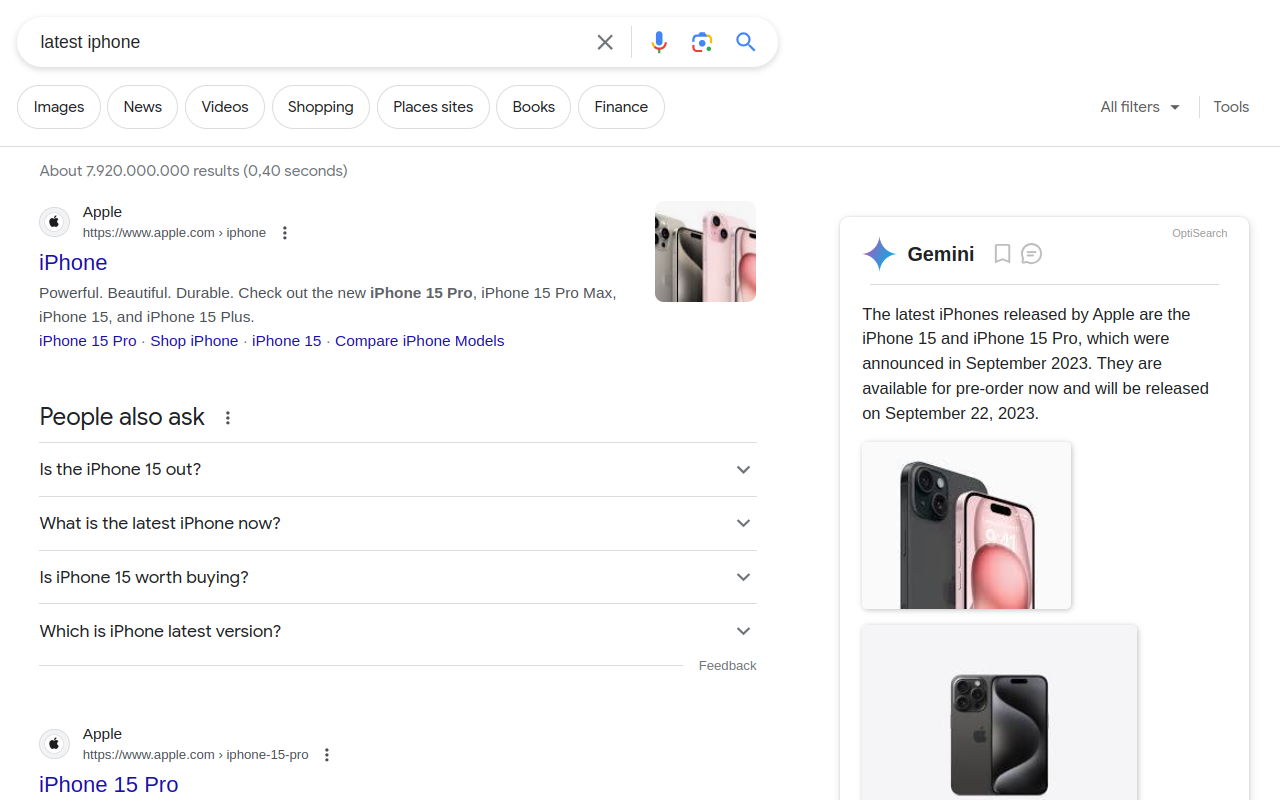 latest iphone
Images
News
Videos
Shopping
Places sites
Books
Finance
All filters
Tools
About 7.920.000.000 results (0,40 seconds)
Apple
https://www.apple.com › iphone
iPhone
Powerful. Beautiful. Durable. Check out the new iPhone 15 Pro, iPhone 15 Pro Max,
iPhone 15, and iPhone 15 Plus.
iPhone 15 Pro · Shop iPhone · iPhone 15 · Compare iPhone Models
People also ask
Is the iPhone 15 out?
What is the latest iPhone now?
Is iPhone 15 worth buying?
Which is iPhone latest version?
Feedback
Apple
https://www.apple.com › iphone-15-pro
iPhone 15 Pro
OptiSearch
Gemini
The latest iPhones released by Apple are the
iPhone 15 and iPhone 15 Pro, which were
announced in September 2023. They are
available for pre-order now and will be released
on September 22, 2023.
9:41